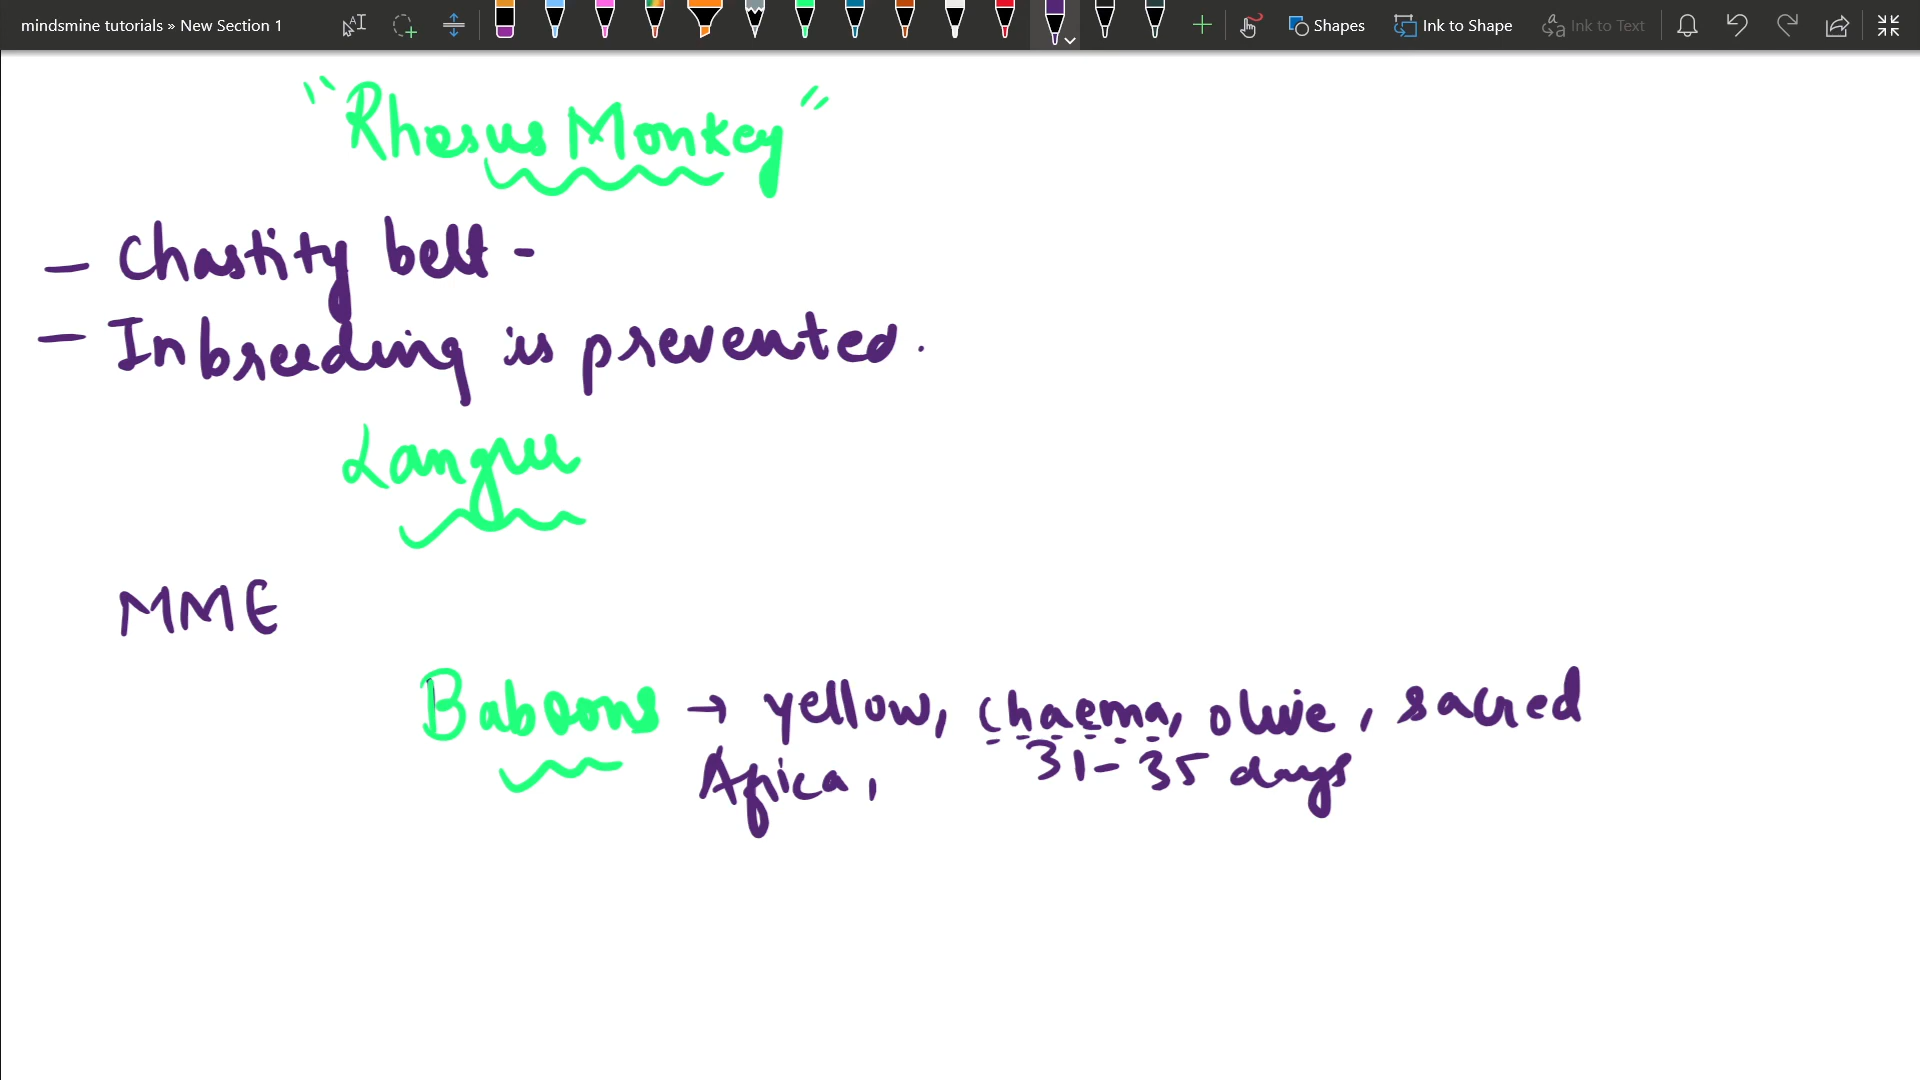 mindsmine tutorials » New Section 1 Shapes Ink to Shape Ink to Text
"Rhesus Monkey"
- Chastity belt -
- Inbreeding is prevented.
Langur
MME
Baboons → yellow, chaema, olive, sacred
Africa, 31-35 days